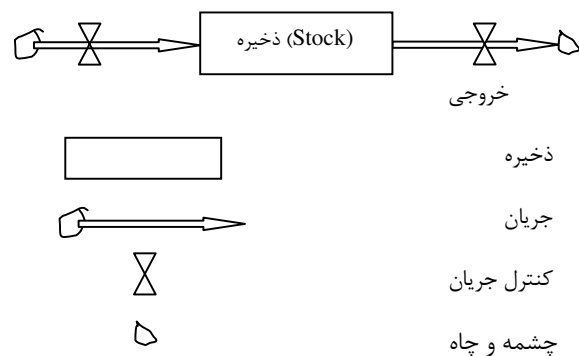 ذخیره (Stock)
خروجی
ذخیره
جریان
کنترل جریان
چشمه و چاه